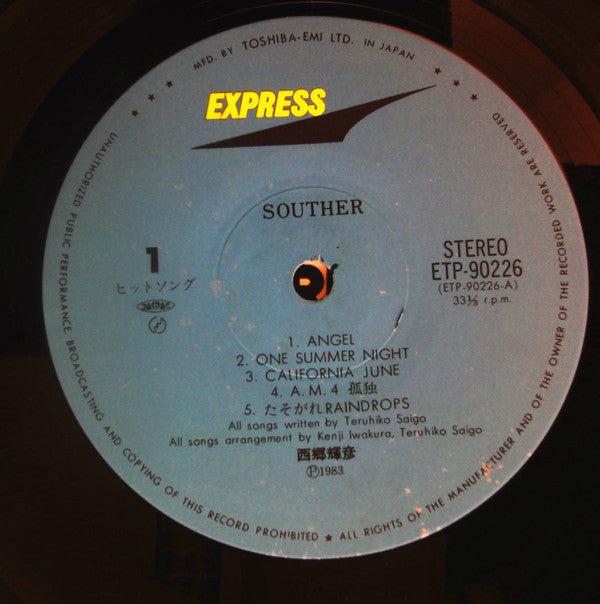 MFD. BY TOSHIBA-EMI LTD. IN JAPAN
EXPRESS
SOUTHER
1
ヒットソング
STEREO
ETP-90226
(ETP-90226-A)
33⅓ r.p.m.
1. ANGEL
2. ONE SUMMER NIGHT
3. CALIFORNIA JUNE
4. A.M.4 孤独
5. たそがれRAINDROPS
All songs written by Teruhiko Saigo
All songs arrangement by Kenji Iwakura, Teruhiko Saigo
西郷輝彦
Ⓟ1983
UNAUTHORIZED PUBLIC PERFORMANCE, BROADCASTING AND COPYING OF THIS RECORD PROHIBITED ★ ALL RIGHTS OF THE MANUFACTURER AND OF THE OWNER OF THE RECORDED WORK ARE RESERVED